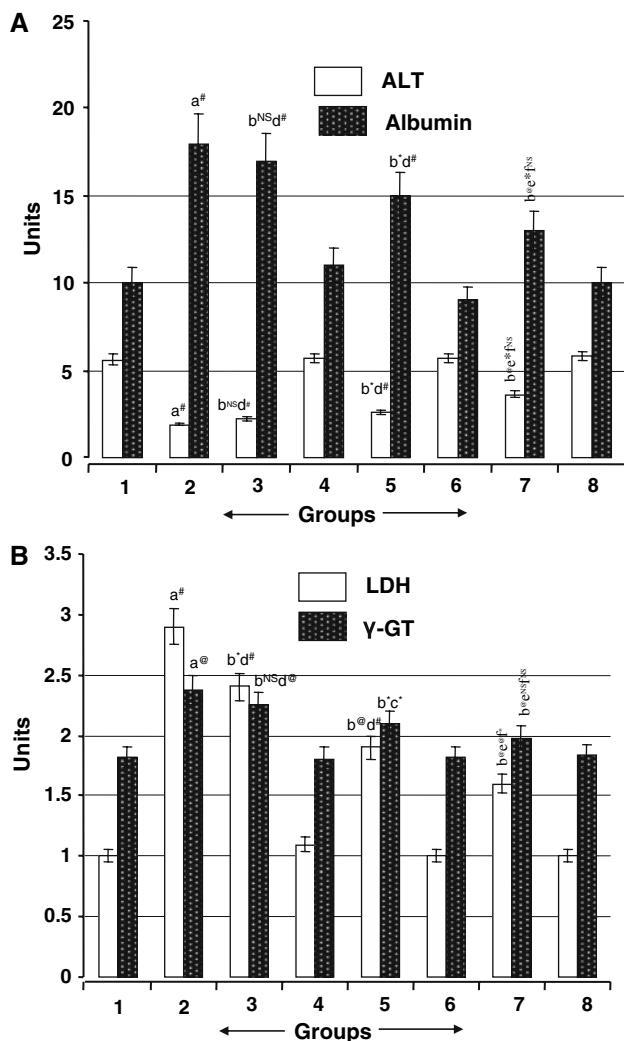 A
25
20
15
10
5
0
Units
ALT
Albumin
a#
a#
bNSd#
bNSd#
b*d#
b*d#
b@e*fNS
b@e*fNS
1 2 3 4 5 6 7 8
Groups
B
3.5
3
2.5
2
1.5
1
0.5
0
Units
LDH
γ-GT
a#
a@
b*d#
bNSd@
b@d#
b*c*
b@e@f*
b@eNSfNS
1 2 3 4 5 6 7 8
Groups